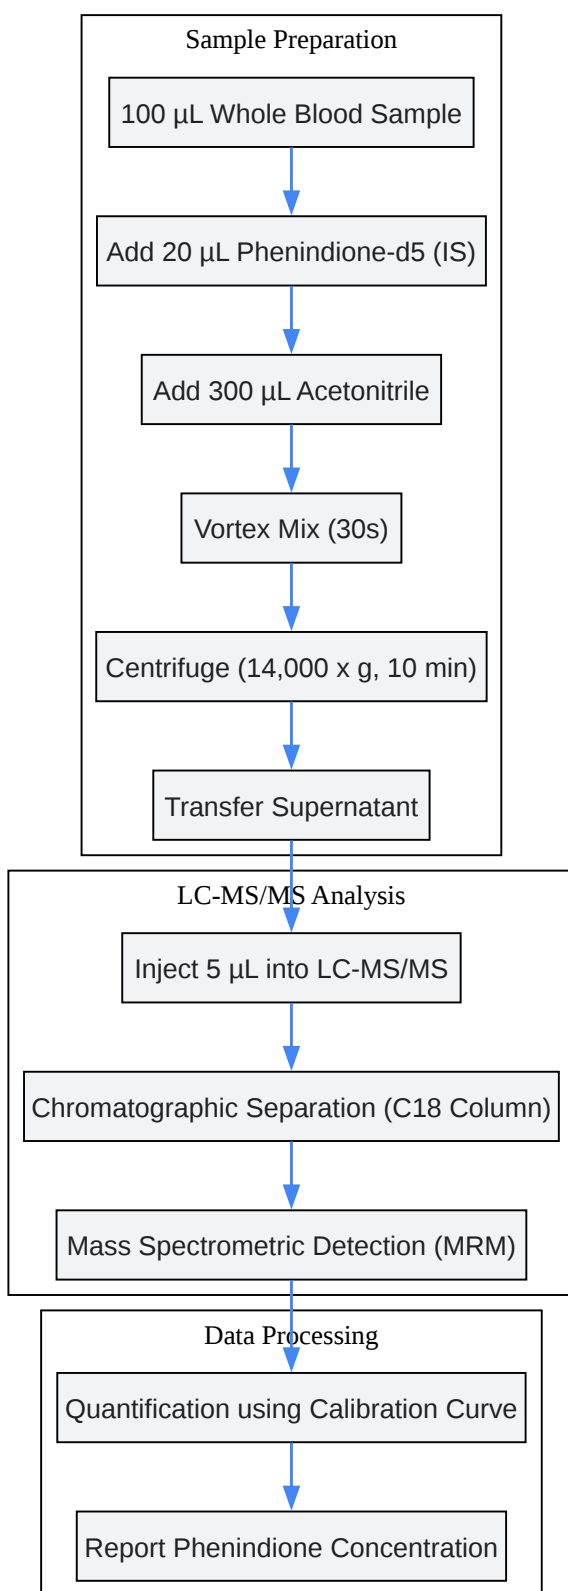 Sample Preparation
100 µL Whole Blood Sample
Add 20 µL Phenindione-d5 (IS)
Add 300 µL Acetonitrile
Vortex Mix (30s)
Centrifuge (14,000 x g, 10 min)
Transfer Supernatant
LC-MS/MS Analysis
Inject 5 µL into LC-MS/MS
Chromatographic Separation (C18 Column)
Mass Spectrometric Detection (MRM)
Data Processing
Quantification using Calibration Curve
Report Phenindione Concentration